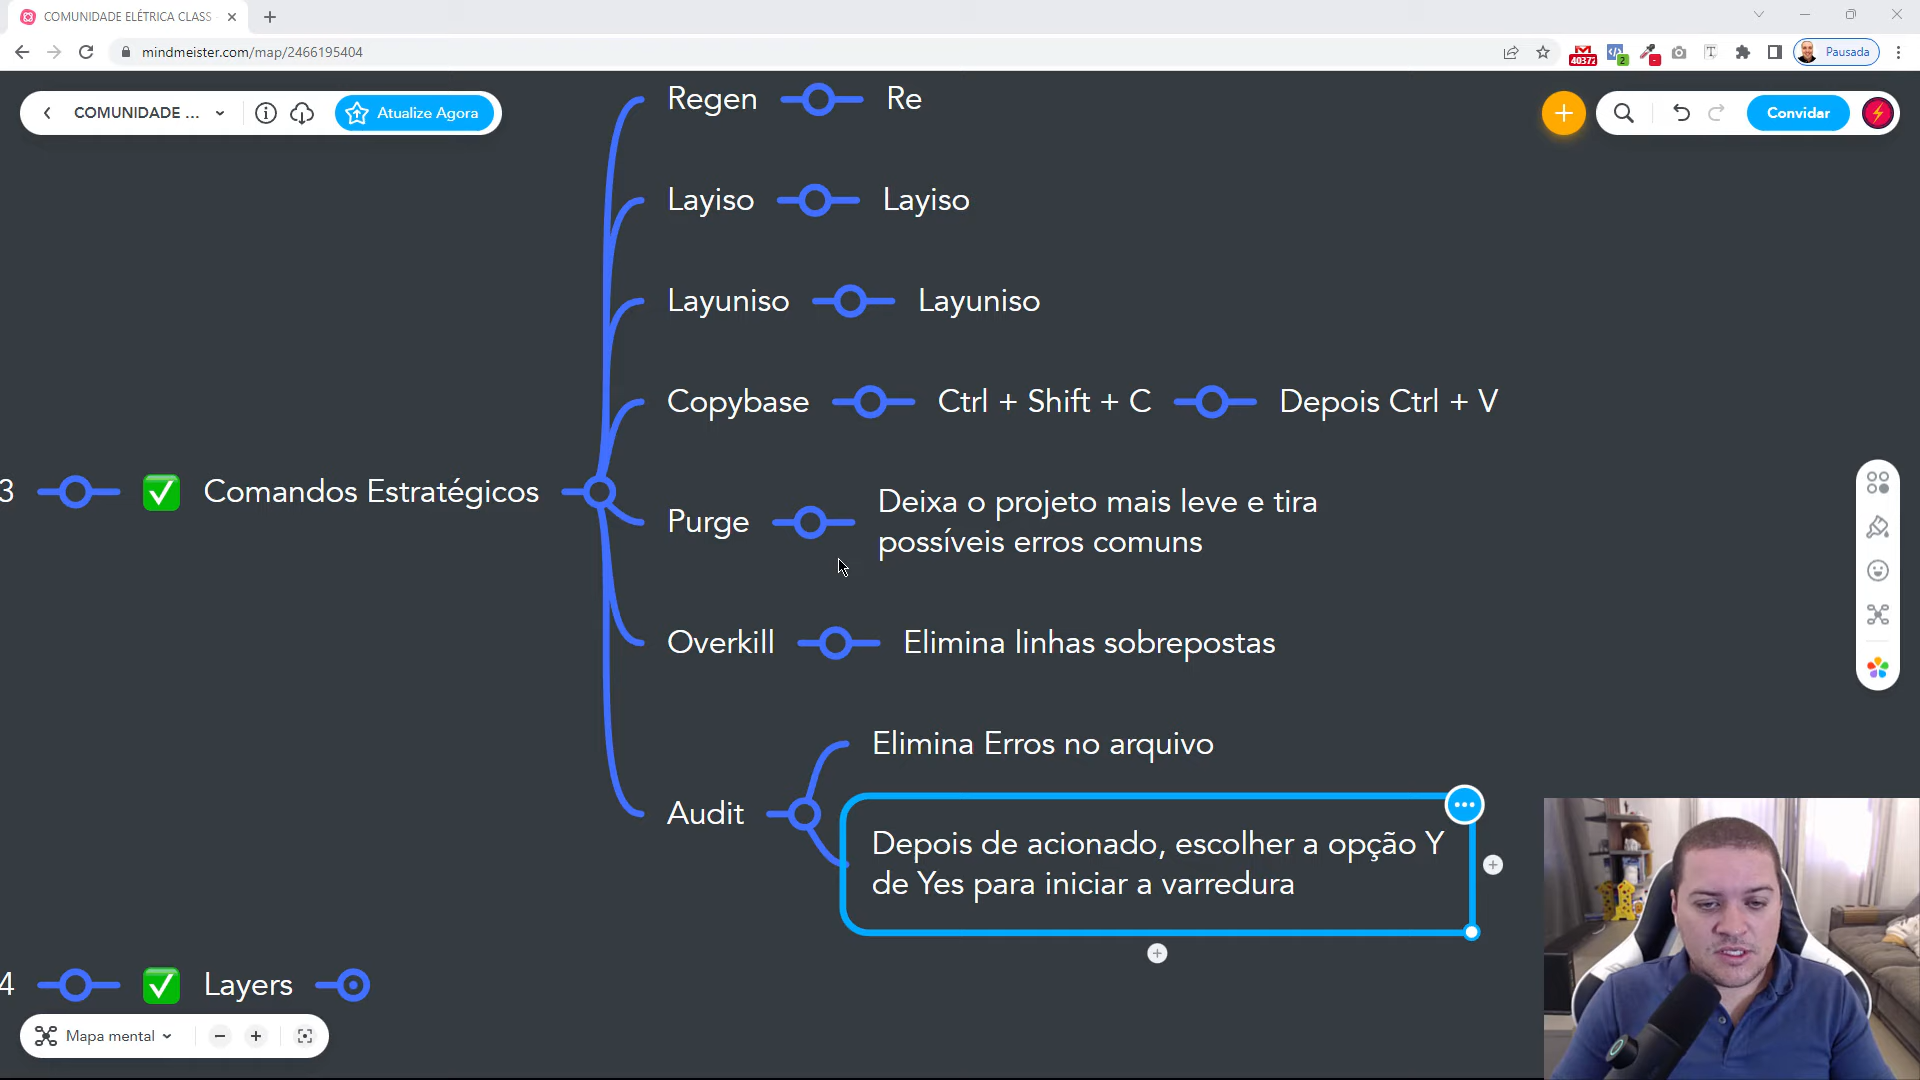 COMUNIDADE ELÉTRICA CLASS
mindmeister.com/map/2466195404
40372
2
Pausada
COMUNIDADE ...
Atualize Agora
Convidar
Regen
Re
Layiso
Layiso
Layuniso
Layuniso
Copybase
Ctrl + Shift + C
Depois Ctrl + V
3
Comandos Estratégicos
Purge
Deixa o projeto mais leve e tira
possíveis erros comuns
Overkill
Elimina linhas sobrepostas
Elimina Erros no arquivo
Audit
Depois de acionado, escolher a opção Y
de Yes para iniciar a varredura
4
Layers
Mapa mental